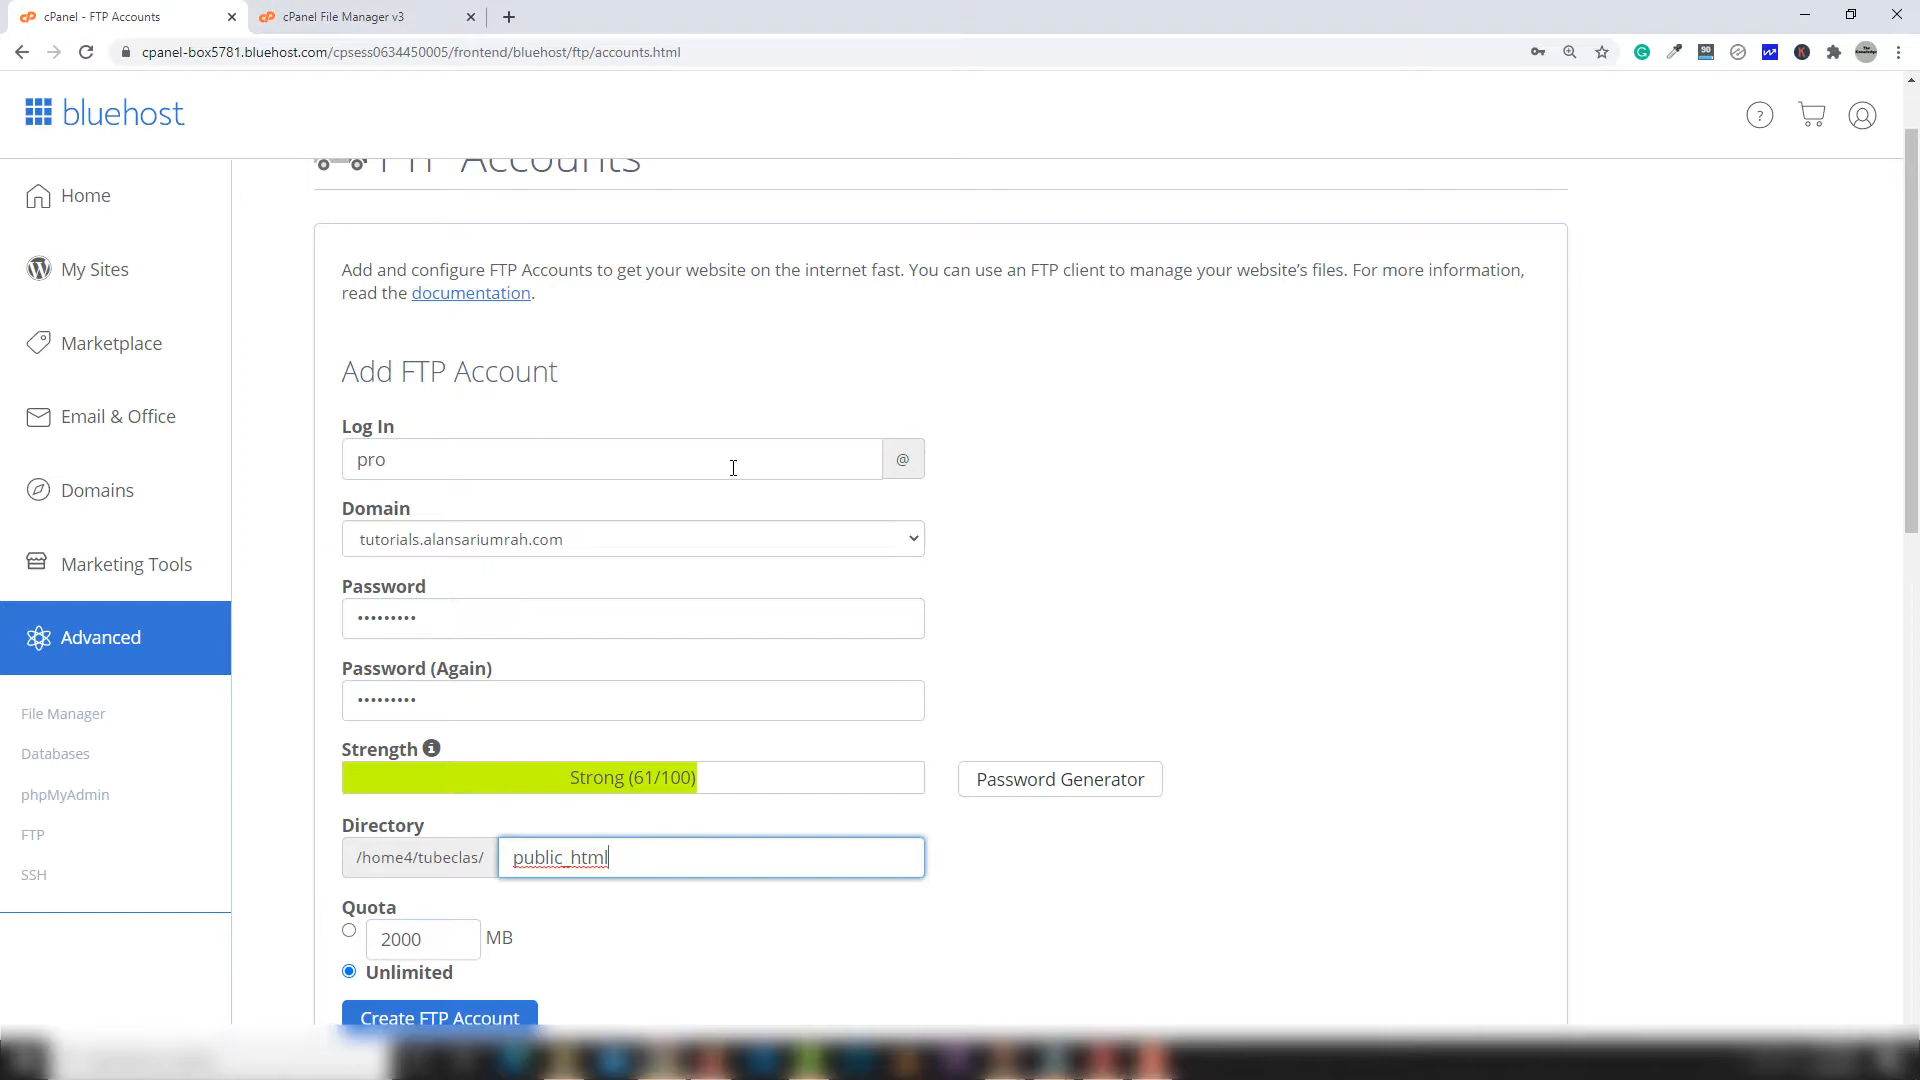 cPanel - FTP Accounts
cPanel File Manager v3
cpanel-box5781.bluehost.com/cpsess0634450005/frontend/bluehost/ftp/accounts.html
bluehost
FTP Accounts
Home
My Sites
Marketplace
Email & Office
Domains
Marketing Tools
Advanced
File Manager
Databases
phpMyAdmin
FTP
SSH
Add and configure FTP Accounts to get your website on the internet fast. You can use an FTP client to manage your website’s files. For more information,
read the documentation.
Add FTP Account
Log In
pro
@
Domain
tutorials.alansariumrah.com
Password
•••••••••
Password (Again)
•••••••••
Strength
Strong (61/100)
Password Generator
Directory
/home4/tubeclas/
public_html
Quota
2000 MB
Unlimited
Create FTP Account